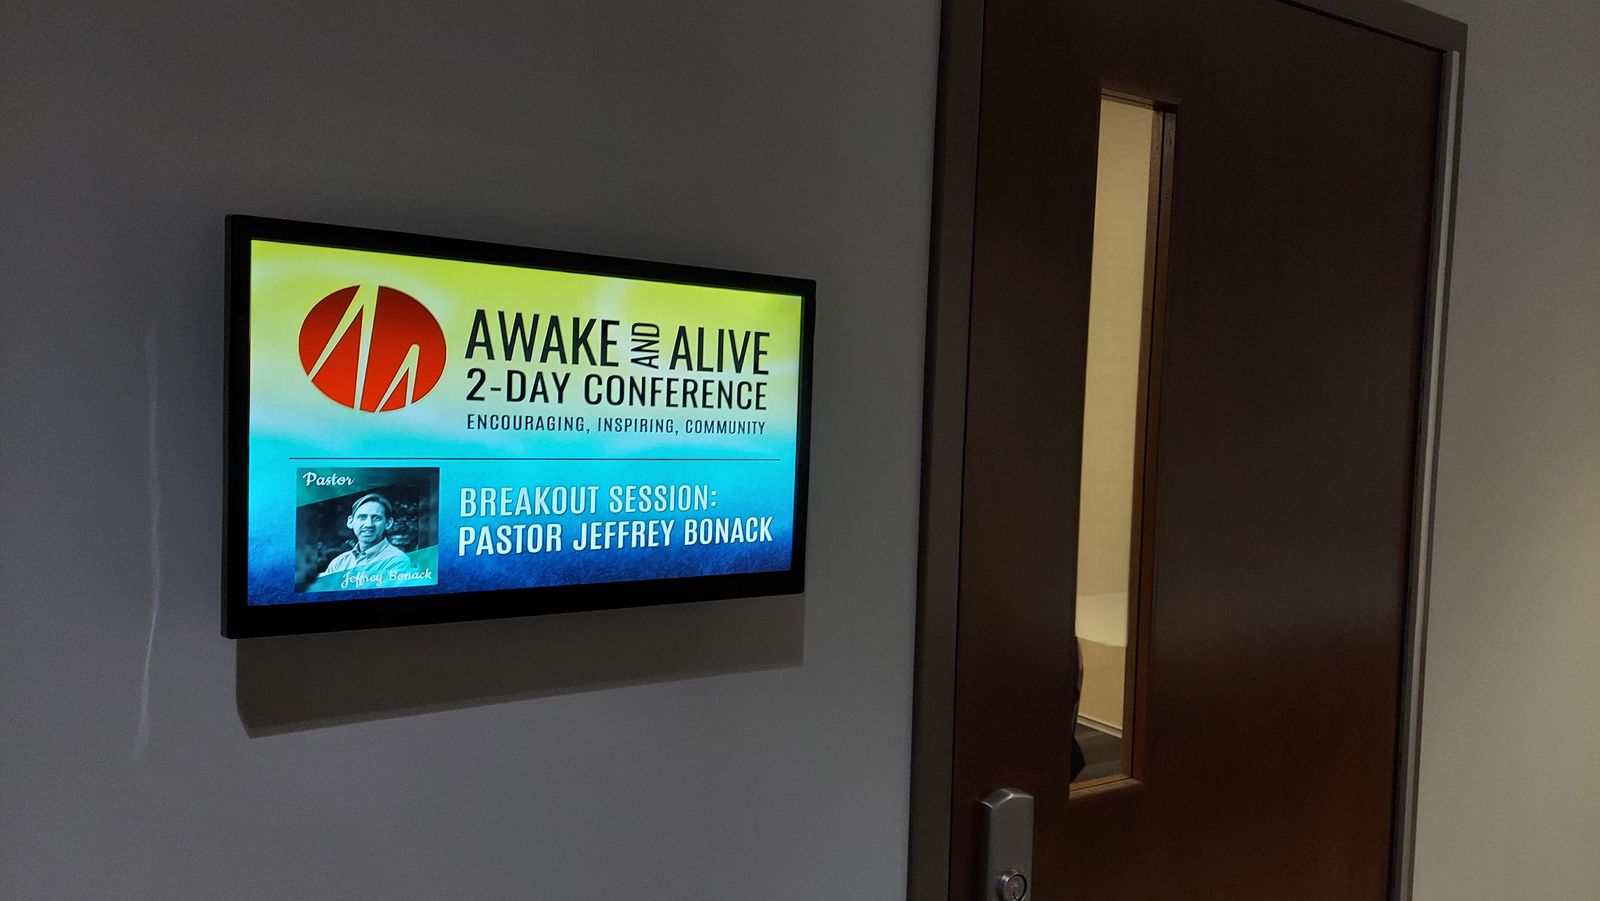 AWAKE AND ALIVE
2-DAY CONFERENCE
ENCOURAGING, INSPIRING, COMMUNITY
Pastor
Jeffrey Bonack
BREAKOUT SESSION:
PASTOR JEFFREY BONACK